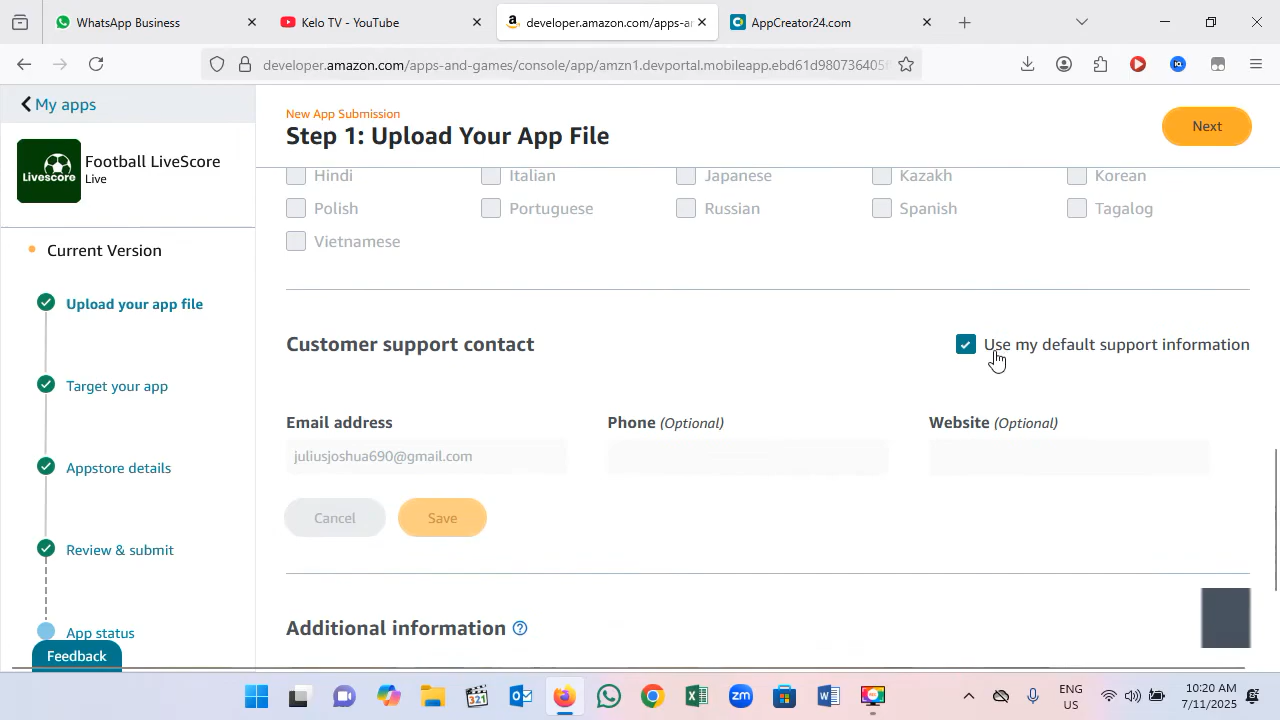 WhatsApp Business
Kelo TV - YouTube
developer.amazon.com/apps-ar
AppCreator24.com
developer.amazon.com/apps-and-games/console/app/amzn1.devportal.mobileapp.ebd61d9807364058
My apps
New App Submission
Step 1: Upload Your App File
Next
Livescore
Football LiveScore
Live
Hindi Italian Japanese Kazakh Korean
Polish Portuguese Russian Spanish Tagalog
Vietnamese
Current Version
Upload your app file
Target your app
Appstore details
Review & submit
App status
Feedback
Customer support contact
Use my default support information
Email address Phone (Optional) Website (Optional)
juliusjoshua690@gmail.com
Cancel Save
Additional information
ENG
US
10:20 AM
7/11/2025